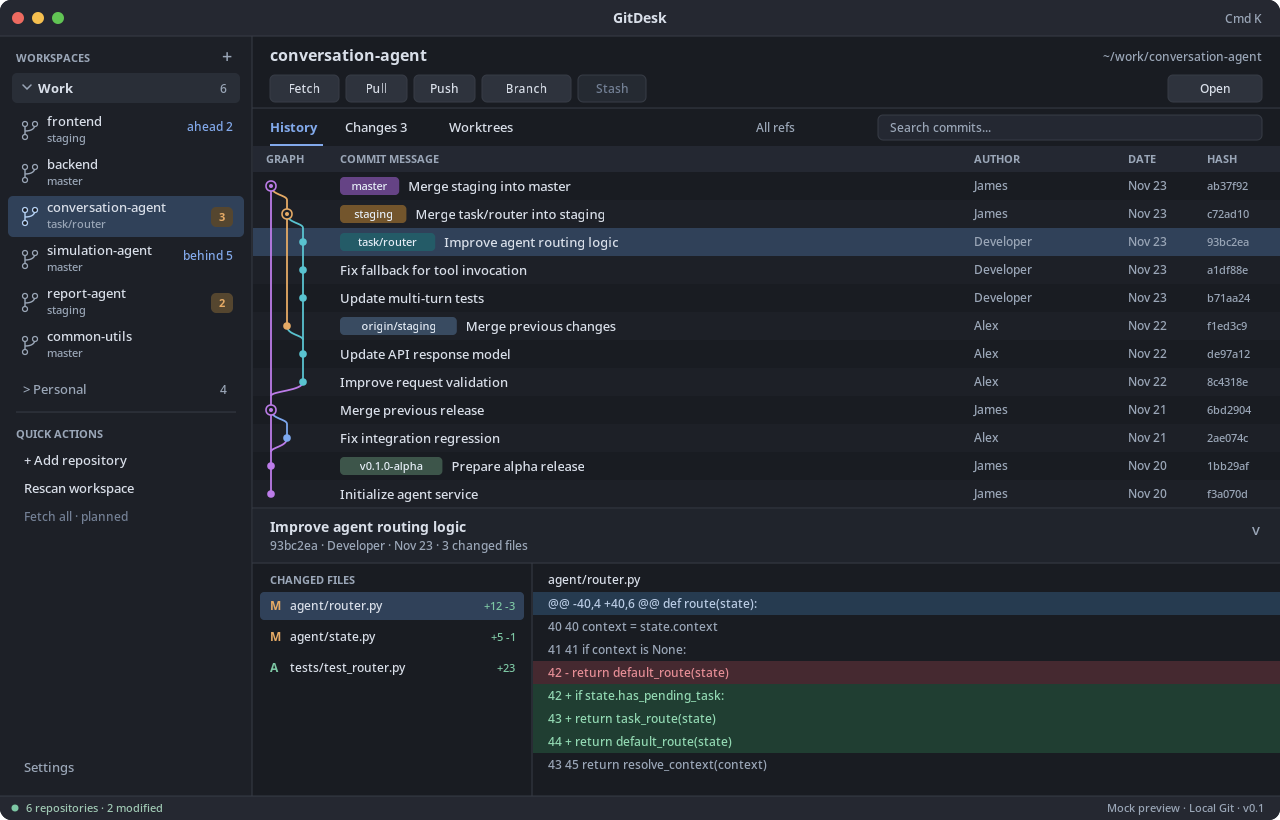 GitDesk
Cmd K
WORKSPACES +
Work 6
frontend
staging
ahead 2
backend
master
conversation-agent
task/router
3
simulation-agent
master
behind 5
report-agent
staging
2
common-utils
master
> Personal 4
QUICK ACTIONS
+ Add repository
Rescan workspace
Fetch all · planned
Settings
conversation-agent
~/work/conversation-agent
Fetch Pull Push Branch Stash Open
History Changes 3 Worktrees All refs Search commits...
GRAPH COMMIT MESSAGE AUTHOR DATE HASH
master Merge staging into master James Nov 23 ab37f92
staging Merge task/router into staging James Nov 23 c72ad10
task/router Improve agent routing logic Developer Nov 23 93bc2ea
Fix fallback for tool invocation Developer Nov 23 a1df88e
Update multi-turn tests Developer Nov 23 b71aa24
origin/staging Merge previous changes Alex Nov 22 f1ed3c9
Update API response model Alex Nov 22 de97a12
Improve request validation Alex Nov 22 8c4318e
Merge previous release James Nov 21 6bd2904
Fix integration regression Alex Nov 21 2ae074c
v0.1.0-alpha Prepare alpha release James Nov 20 1bb29af
Initialize agent service James Nov 20 f3a070d
Improve agent routing logic
93bc2ea · Developer · Nov 23 · 3 changed files
v
CHANGED FILES
M agent/router.py +12 -3
M agent/state.py +5 -1
A tests/test_router.py +23
agent/router.py
@@ -40,4 +40,6 @@ def route(state):
40 40 context = state.context
41 41 if context is None:
42 - return default_route(state)
42 + if state.has_pending_task:
43 + return task_route(state)
44 + return default_route(state)
43 45 return resolve_context(context)
6 repositories · 2 modified
Mock preview · Local Git · v0.1